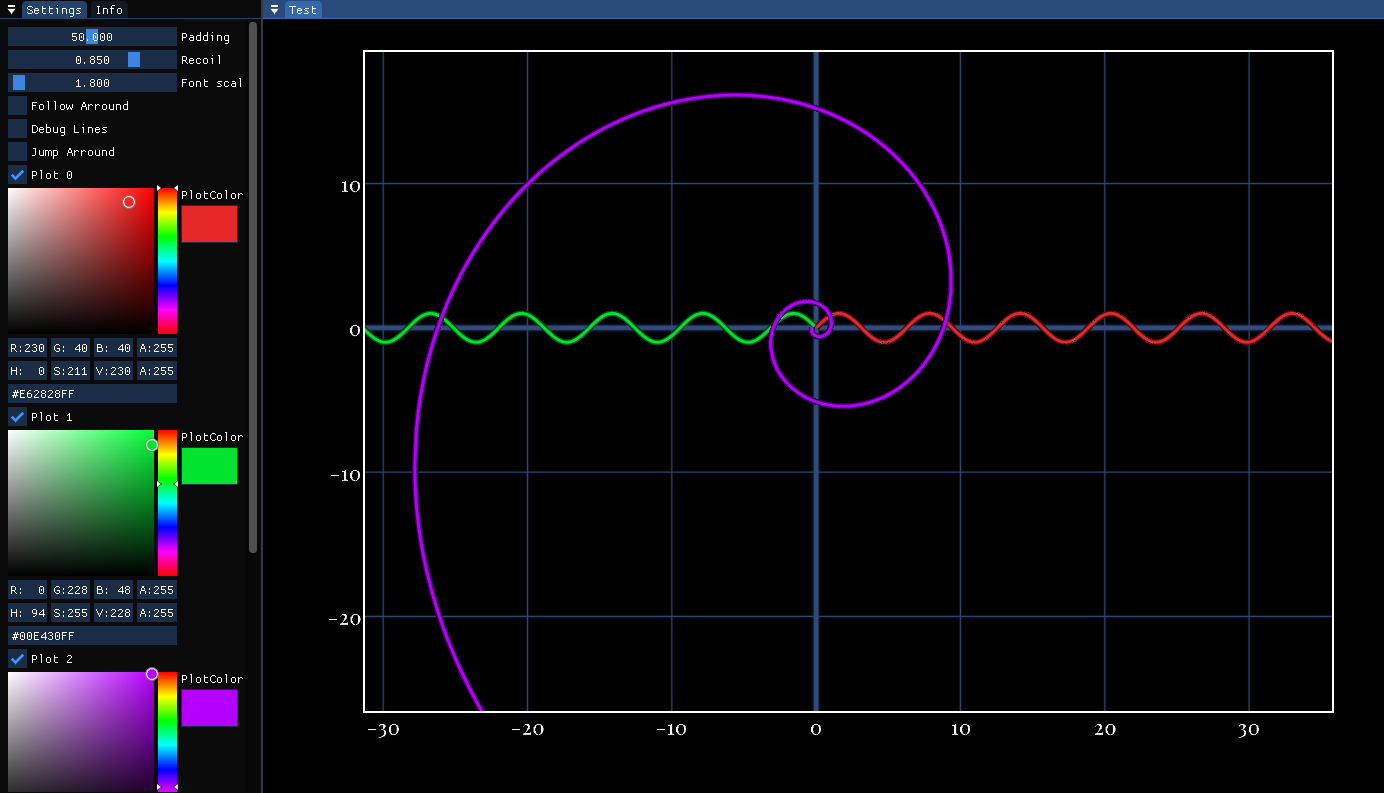 Settings Info
50.000 Padding
0.850 Recoil
1.800 Font scal
Follow Arround
Debug Lines
Jump Arround
Plot 0
PlotColor
R:230 G: 40 B: 40 A:255
H: 0 S:211 V:230 A:255
#E62828FF
Plot 1
PlotColor
R: 0 G:228 B: 48 A:255
H: 94 S:255 V:228 A:255
#00E430FF
Plot 2
PlotColor
Test
10
0
−10
−20
−30 −20 −10 0 10 20 30